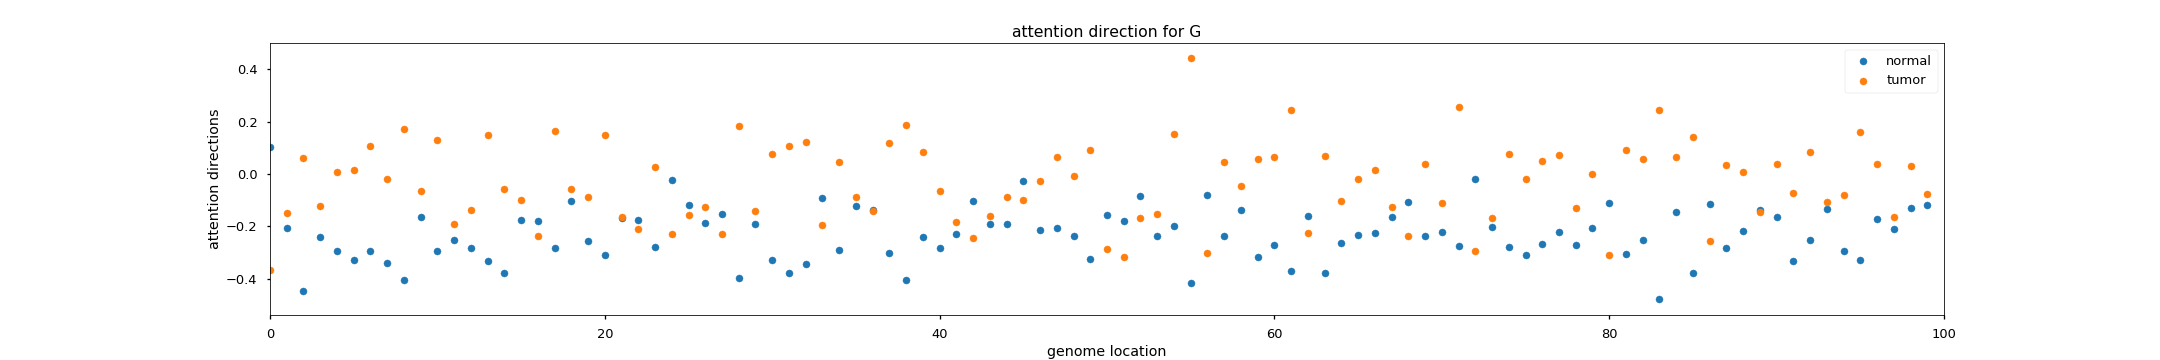 attention direction for G
normal
tumor
attention directions
0.4
0.2
0.0
−0.2
−0.4
0 20 40 60 80 100
genome location